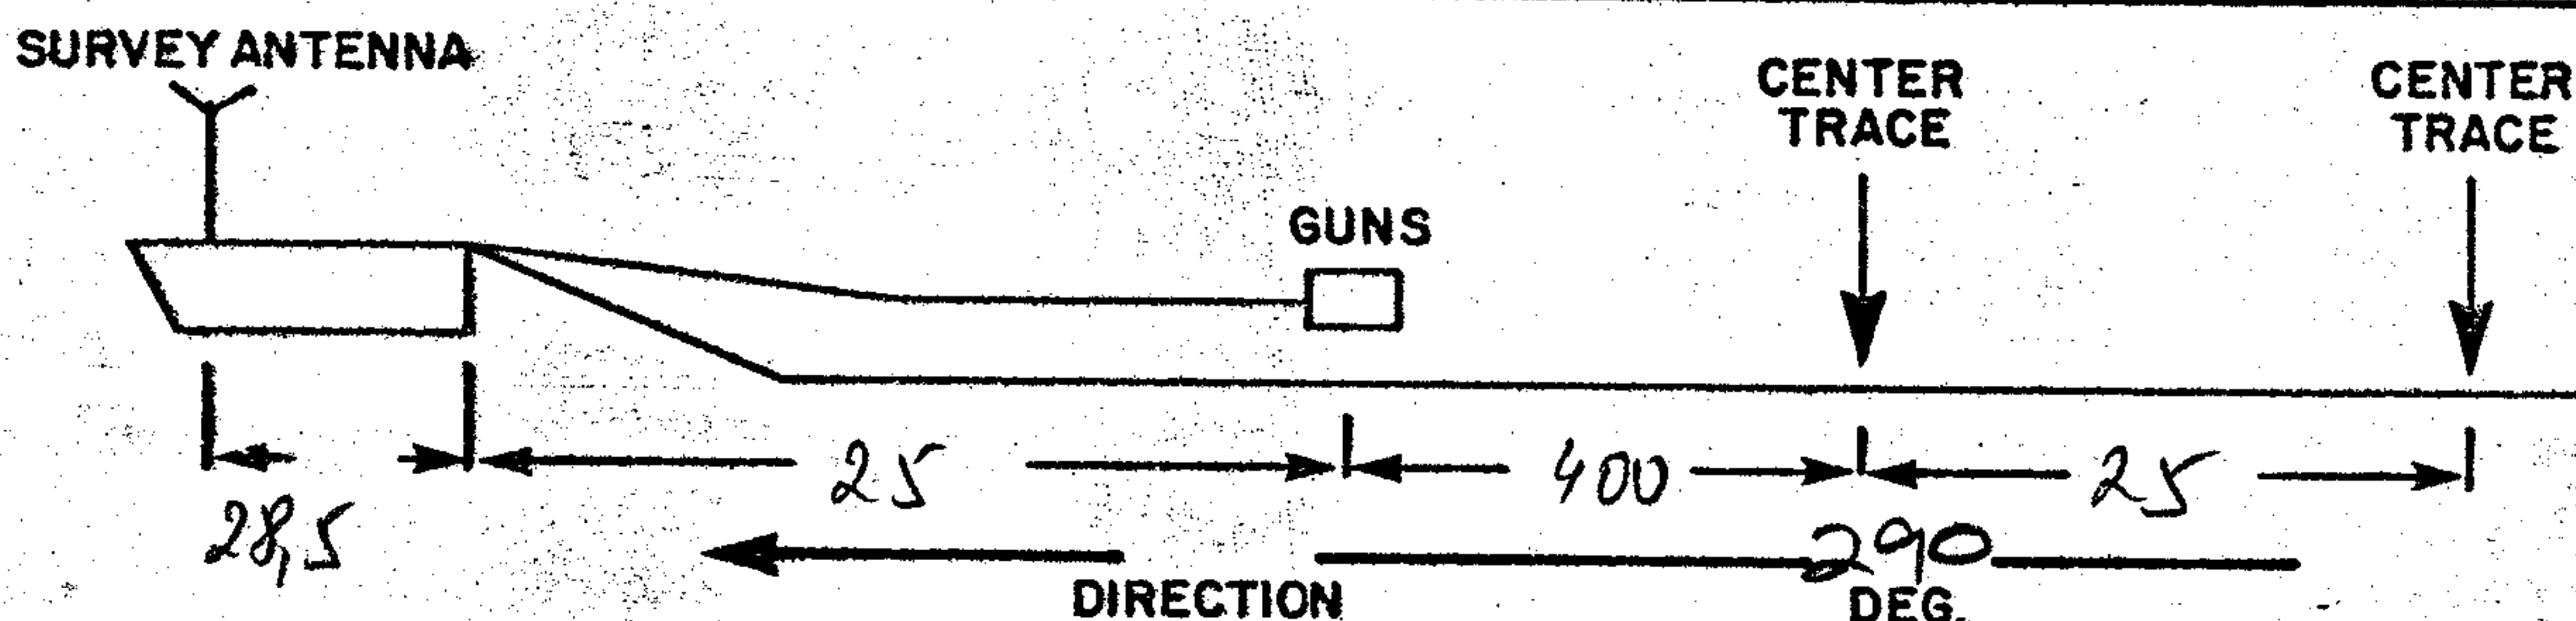 SURVEY ANTENNA
CENTER
TRACE
CENTER
TRACE
GUNS
25
400
25
28,5
290
DIRECTION
DEG.